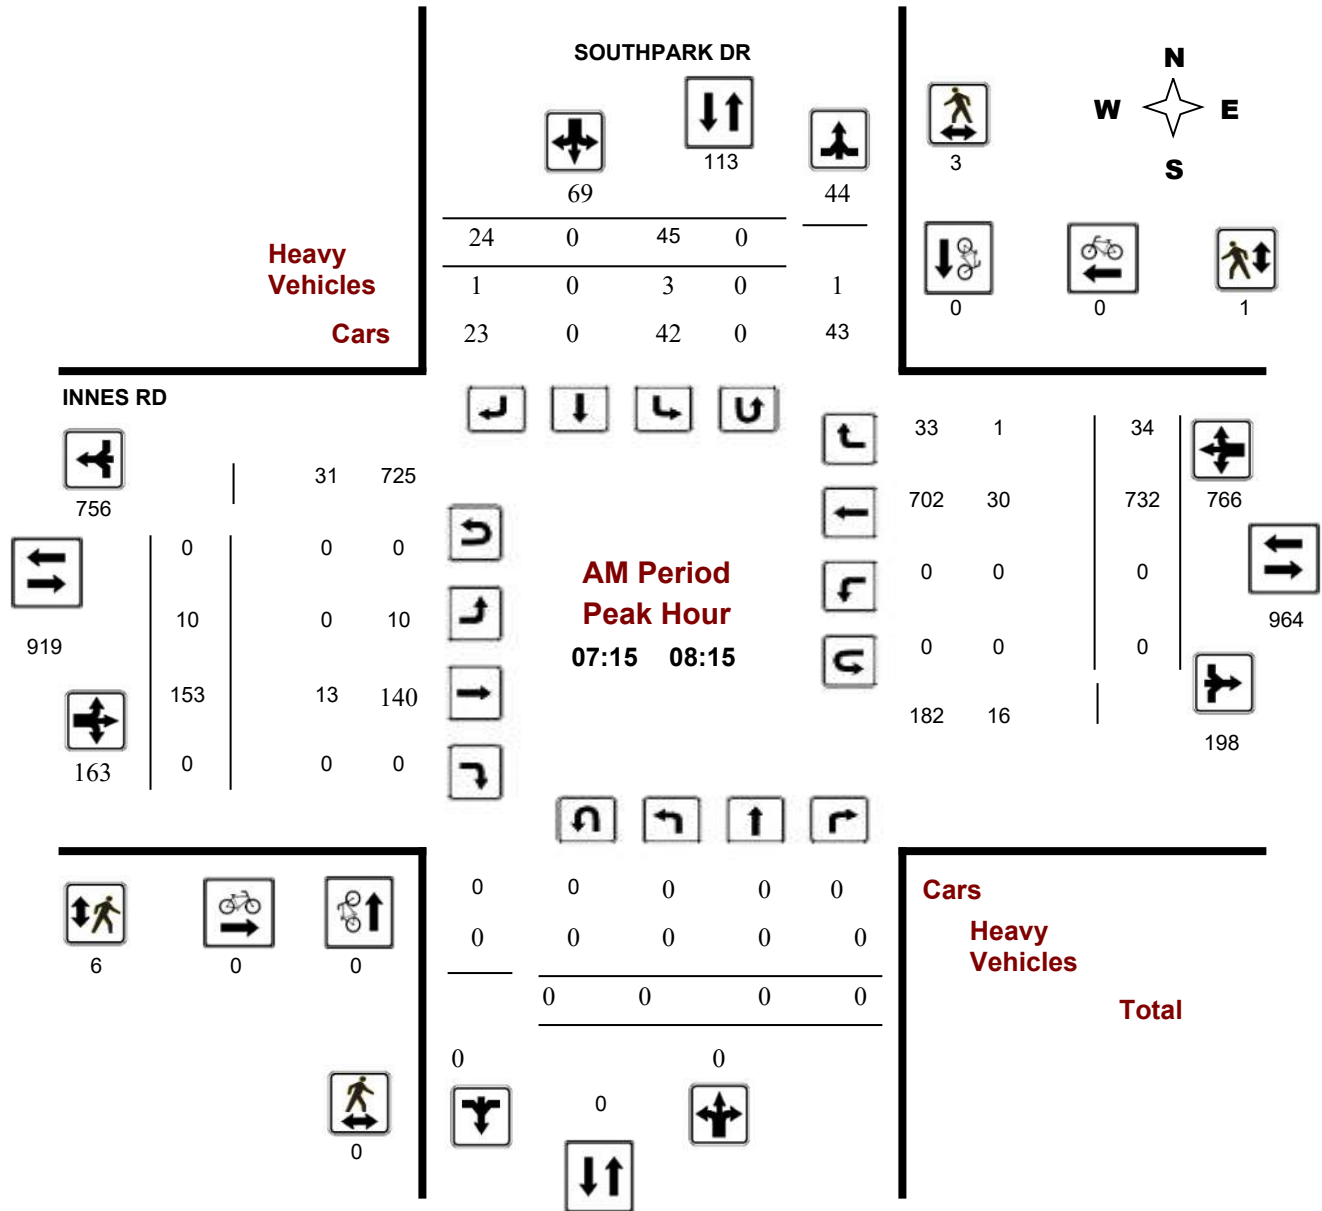 SOUTHPARK DR
N
W E
S
113
3
69 44
24 0 45 0
Heavy
Vehicles
1 0 3 0 1
0 0 1
Cars
23 0 42 0 43
INNES RD
33 1 34
31 725
756
702 30 732 766
0 0 0
AM Period
0 0 0
10 0 10
Peak Hour
964
919
07:15 08:15
0 0 0
153 13 140
182 16
198
163 0 0 0
0 0 0 0 0
Cars
0 0 0 0 0
Heavy
Vehicles
6 0 0
0 0 0 0
Total
0 0
0
0